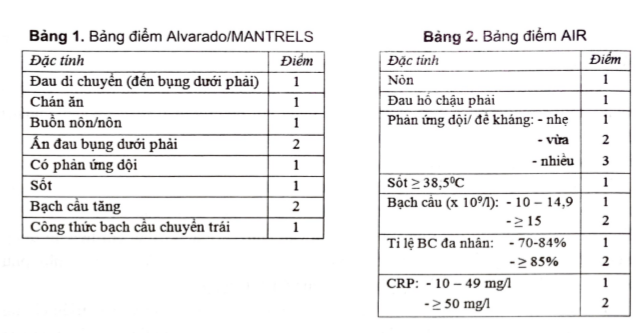 Bảng 1. Bảng điểm Alvarado/MANTRELS
Đặc tính Điểm
Đau di chuyển (đến bụng dưới phải) 1
Chán ăn 1
Buồn nôn/nôn 1
Ấn đau bụng dưới phải 2
Có phản ứng dội 1
Sốt 1
Bạch cầu tăng 2
Công thức bạch cầu chuyển trái 1
Bảng 2. Bảng điểm AIR
Đặc tính Điểm
Nôn 1
Đau hố chậu phải 1
Phản ứng dội/ đề kháng: - nhẹ 1
- vừa 2
- nhiều 3
Sốt ≥ 38,5⁰C 1
Bạch cầu (x 10⁹/l): - 10 – 14,9 1
- ≥ 15 2
Tỉ lệ BC đa nhân: - 70-84% 1
- ≥ 85% 2
CRP: - 10 – 49 mg/l 1
- ≥ 50 mg/l 2